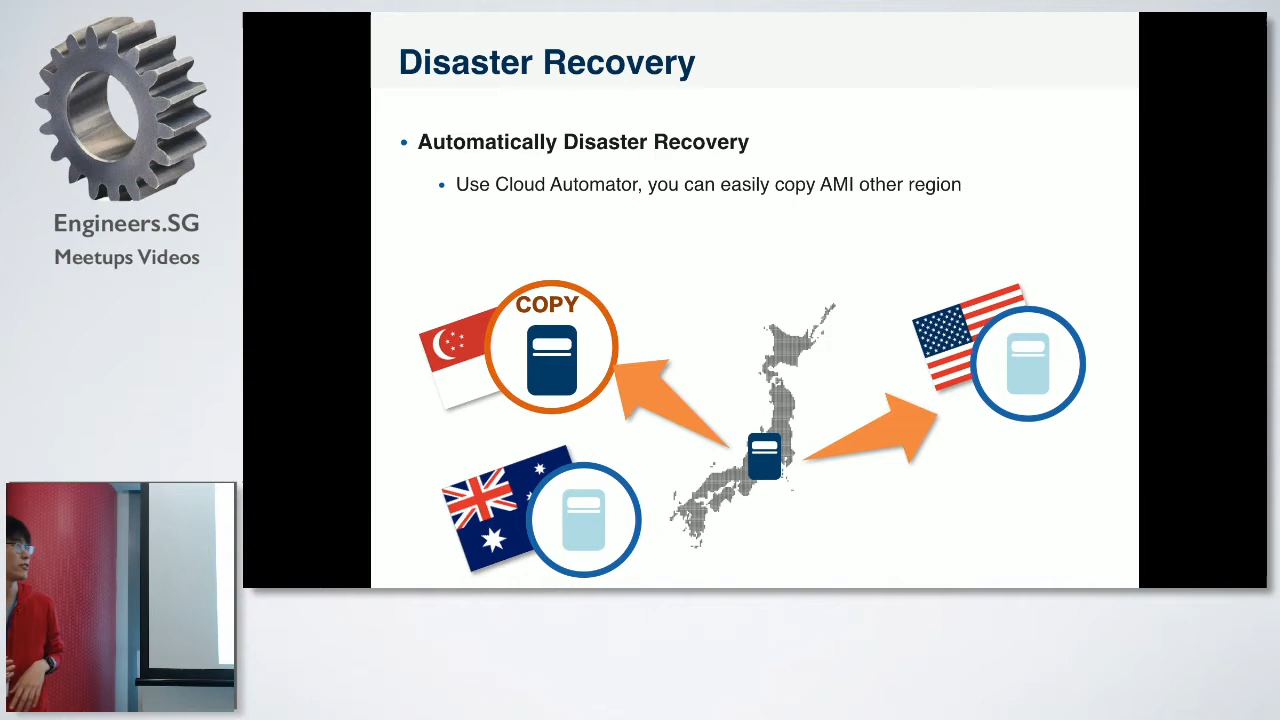 Engineers.SG
Meetups Videos
Disaster Recovery
Automatically Disaster Recovery
Use Cloud Automator, you can easily copy AMI other region
COPY